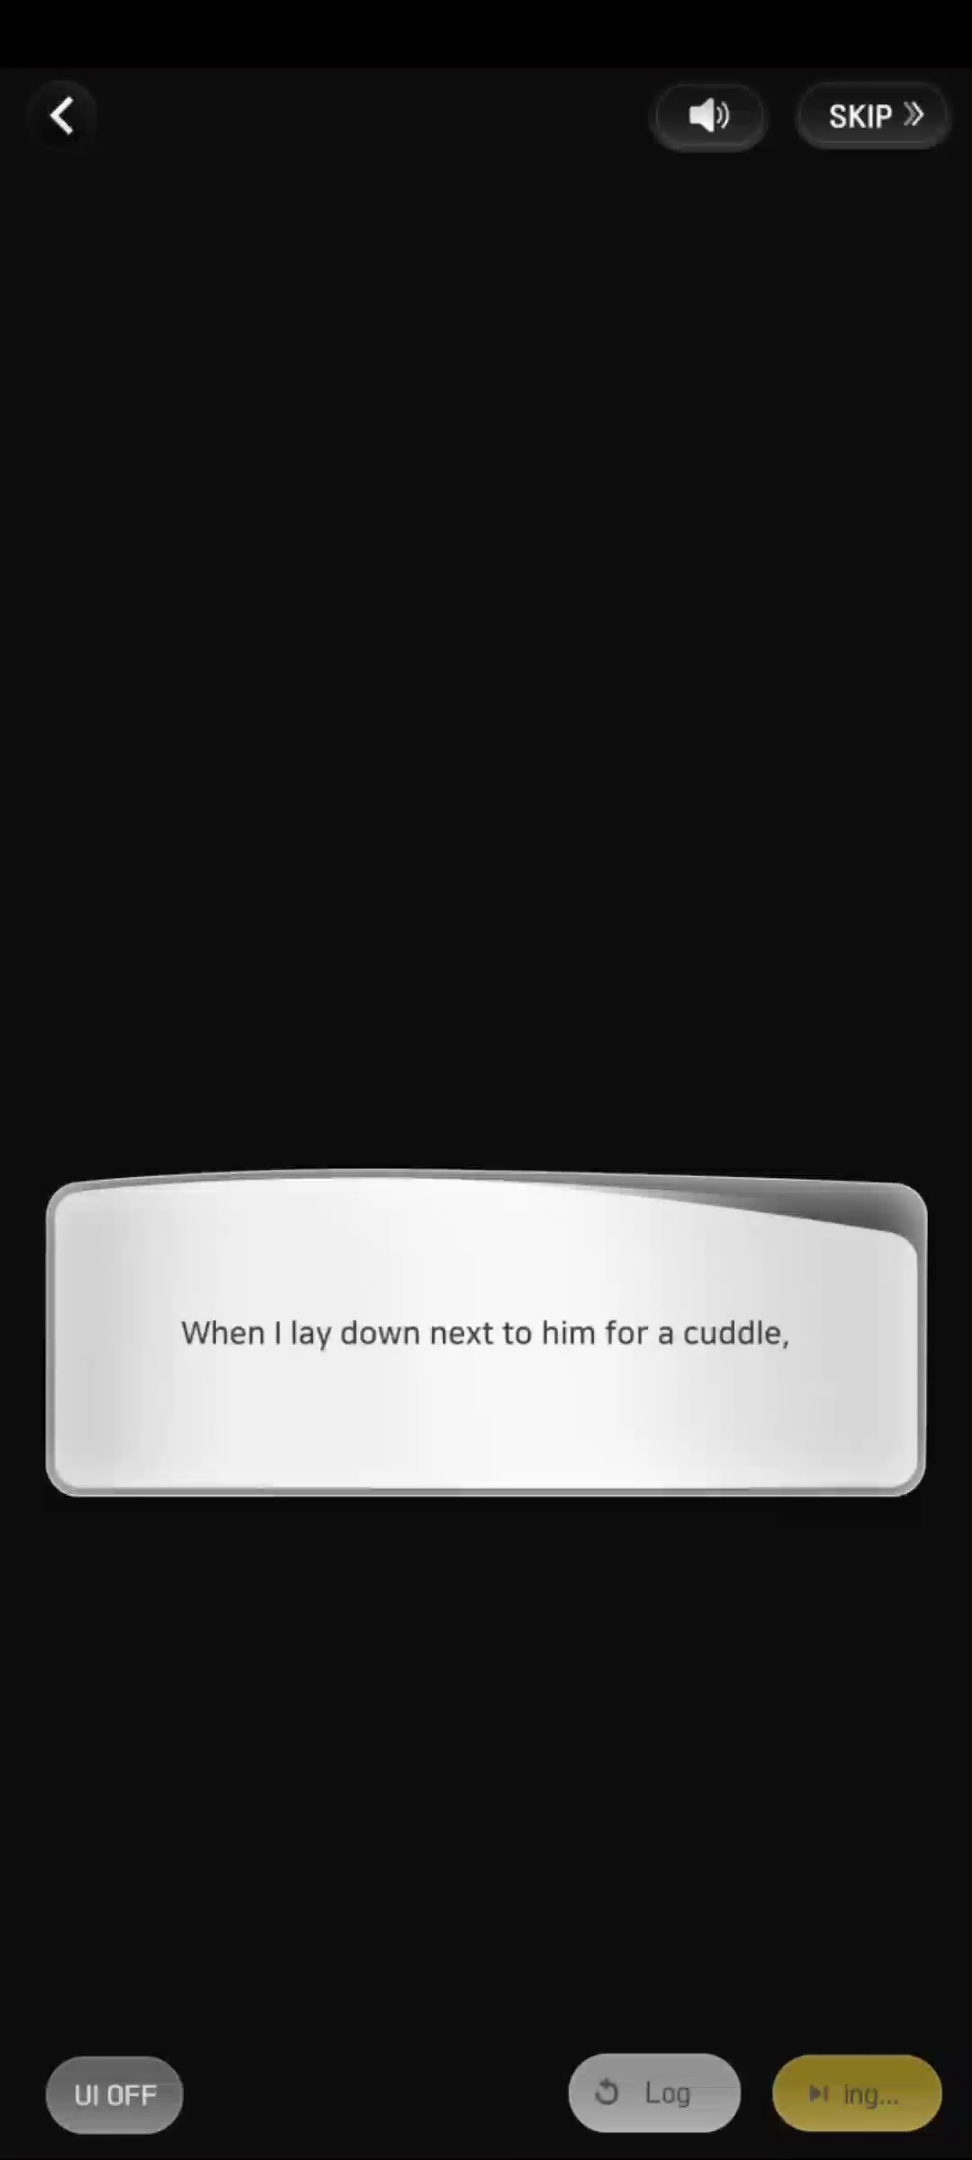 SKIP
When I lay down next to him for a cuddle,
UI OFF
Log
ing...